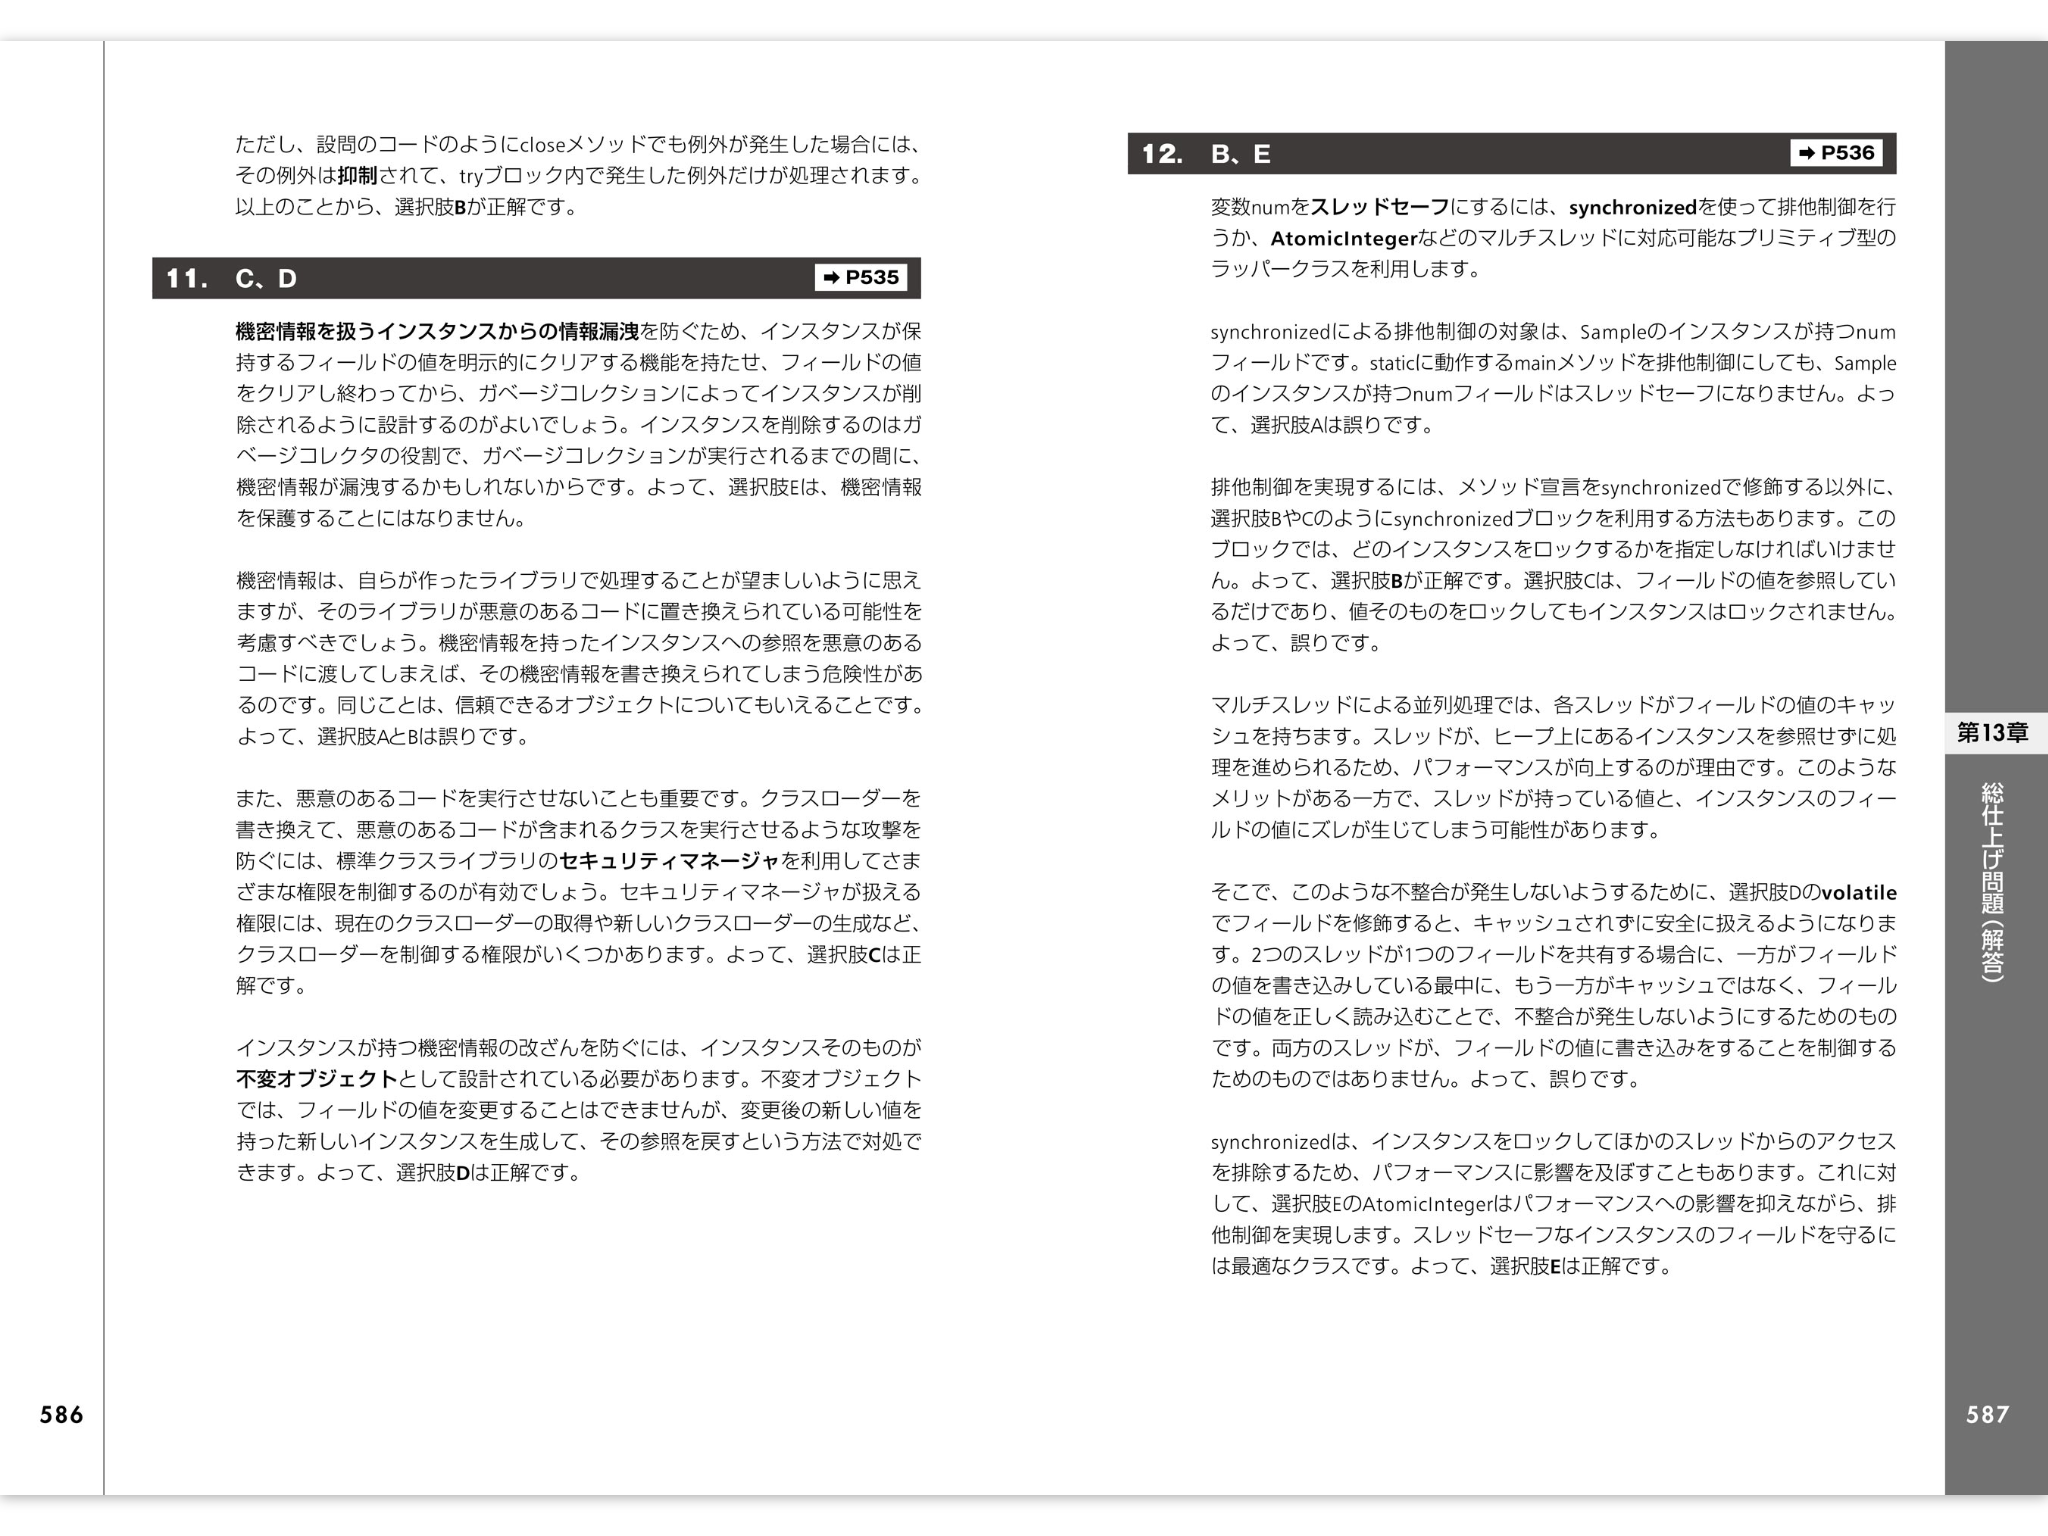 ただし、設問のコードのようにcloseメソッドでも例外が発生した場合には、
その例外は抑制されて、tryブロック内で発生した例外だけが処理されます。
以上のことから、選択肢Bが正解です。
11. C、D
➡ P535
機密情報を扱うインスタンスからの情報漏洩を防ぐため、インスタンスが保
持するフィールドの値を明示的にクリアする機能を持たせ、フィールドの値
をクリアし終わってから、ガベージコレクションによってインスタンスが削
除されるように設計するのがよいでしょう。インスタンスを削除するのはガ
ベージコレクタの役割で、ガベージコレクションが実行されるまでの間に、
機密情報が漏洩するかもしれないからです。よって、選択肢Eは、機密情報
を保護することにはなりません。
機密情報は、自らが作ったライブラリで処理することが望ましいように思え
ますが、そのライブラリが悪意のあるコードに置き換えられている可能性を
考慮すべきでしょう。機密情報を持ったインスタンスへの参照を悪意のある
コードに渡してしまえば、その機密情報を書き換えられてしまう危険性があ
るのです。同じことは、信頼できるオブジェクトについてもいえることです。
よって、選択肢AとBは誤りです。
また、悪意のあるコードを実行させないことも重要です。クラスローダーを
書き換えて、悪意のあるコードが含まれるクラスを実行させるような攻撃を
防ぐには、標準クラスライブラリのセキュリティマネージャを利用してさま
ざまな権限を制御するのが有効でしょう。セキュリティマネージャが扱える
権限には、現在のクラスローダーの取得や新しいクラスローダーの生成など、
クラスローダーを制御する権限がいくつかあります。よって、選択肢Cは正
解です。
インスタンスが持つ機密情報の改ざんを防ぐには、インスタンスそのものが
不変オブジェクトとして設計されている必要があります。不変オブジェクト
では、フィールドの値を変更することはできませんが、変更後の新しい値を
持った新しいインスタンスを生成して、その参照を戻すという方法で対処で
きます。よって、選択肢Dは正解です。
586
12. B、E
➡ P536
変数numをスレッドセーフにするには、synchronizedを使って排他制御を行
うか、AtomicIntegerなどのマルチスレッドに対応可能なプリミティブ型の
ラッパークラスを利用します。
synchronizedによる排他制御の対象は、Sampleのインスタンスが持つnum
フィールドです。staticに動作するmainメソッドを排他制御にしても、Sample
のインスタンスが持つnumフィールドはスレッドセーフになりません。よっ
て、選択肢Aは誤りです。
排他制御を実現するには、メソッド宣言をsynchronizedで修飾する以外に、
選択肢BやCのようにsynchronizedブロックを利用する方法もあります。この
ブロックでは、どのインスタンスをロックするかを指定しなければいけませ
ん。よって、選択肢Bが正解です。選択肢Cは、フィールドの値を参照してい
るだけであり、値そのものをロックしてもインスタンスはロックされません。
よって、誤りです。
マルチスレッドによる並列処理では、各スレッドがフィールドの値のキャッ
シュを持ちます。スレッドが、ヒープ上にあるインスタンスを参照せずに処
理を進められるため、パフォーマンスが向上するのが理由です。このような
メリットがある一方で、スレッドが持っている値と、インスタンスのフィー
ルドの値にズレが生じてしまう可能性があります。
そこで、このような不整合が発生しないようするために、選択肢Dのvolatile
でフィールドを修飾すると、キャッシュされずに安全に扱えるようになりま
す。2つのスレッドが1つのフィールドを共有する場合に、一方がフィールド
の値を書き込みしている最中に、もう一方がキャッシュではなく、フィール
ドの値を正しく読み込むことで、不整合が発生しないようにするためのもの
です。両方のスレッドが、フィールドの値に書き込みをすることを制御する
ためのものではありません。よって、誤りです。
synchronizedは、インスタンスをロックしてほかのスレッドからのアクセス
を排除するため、パフォーマンスに影響を及ぼすこともあります。これに対
して、選択肢EのAtomicIntegerはパフォーマンスへの影響を抑えながら、排
他制御を実現します。スレッドセーフなインスタンスのフィールドを守るに
は最適なクラスです。よって、選択肢Eは正解です。
第13章
総仕上げ問題（解答）
587